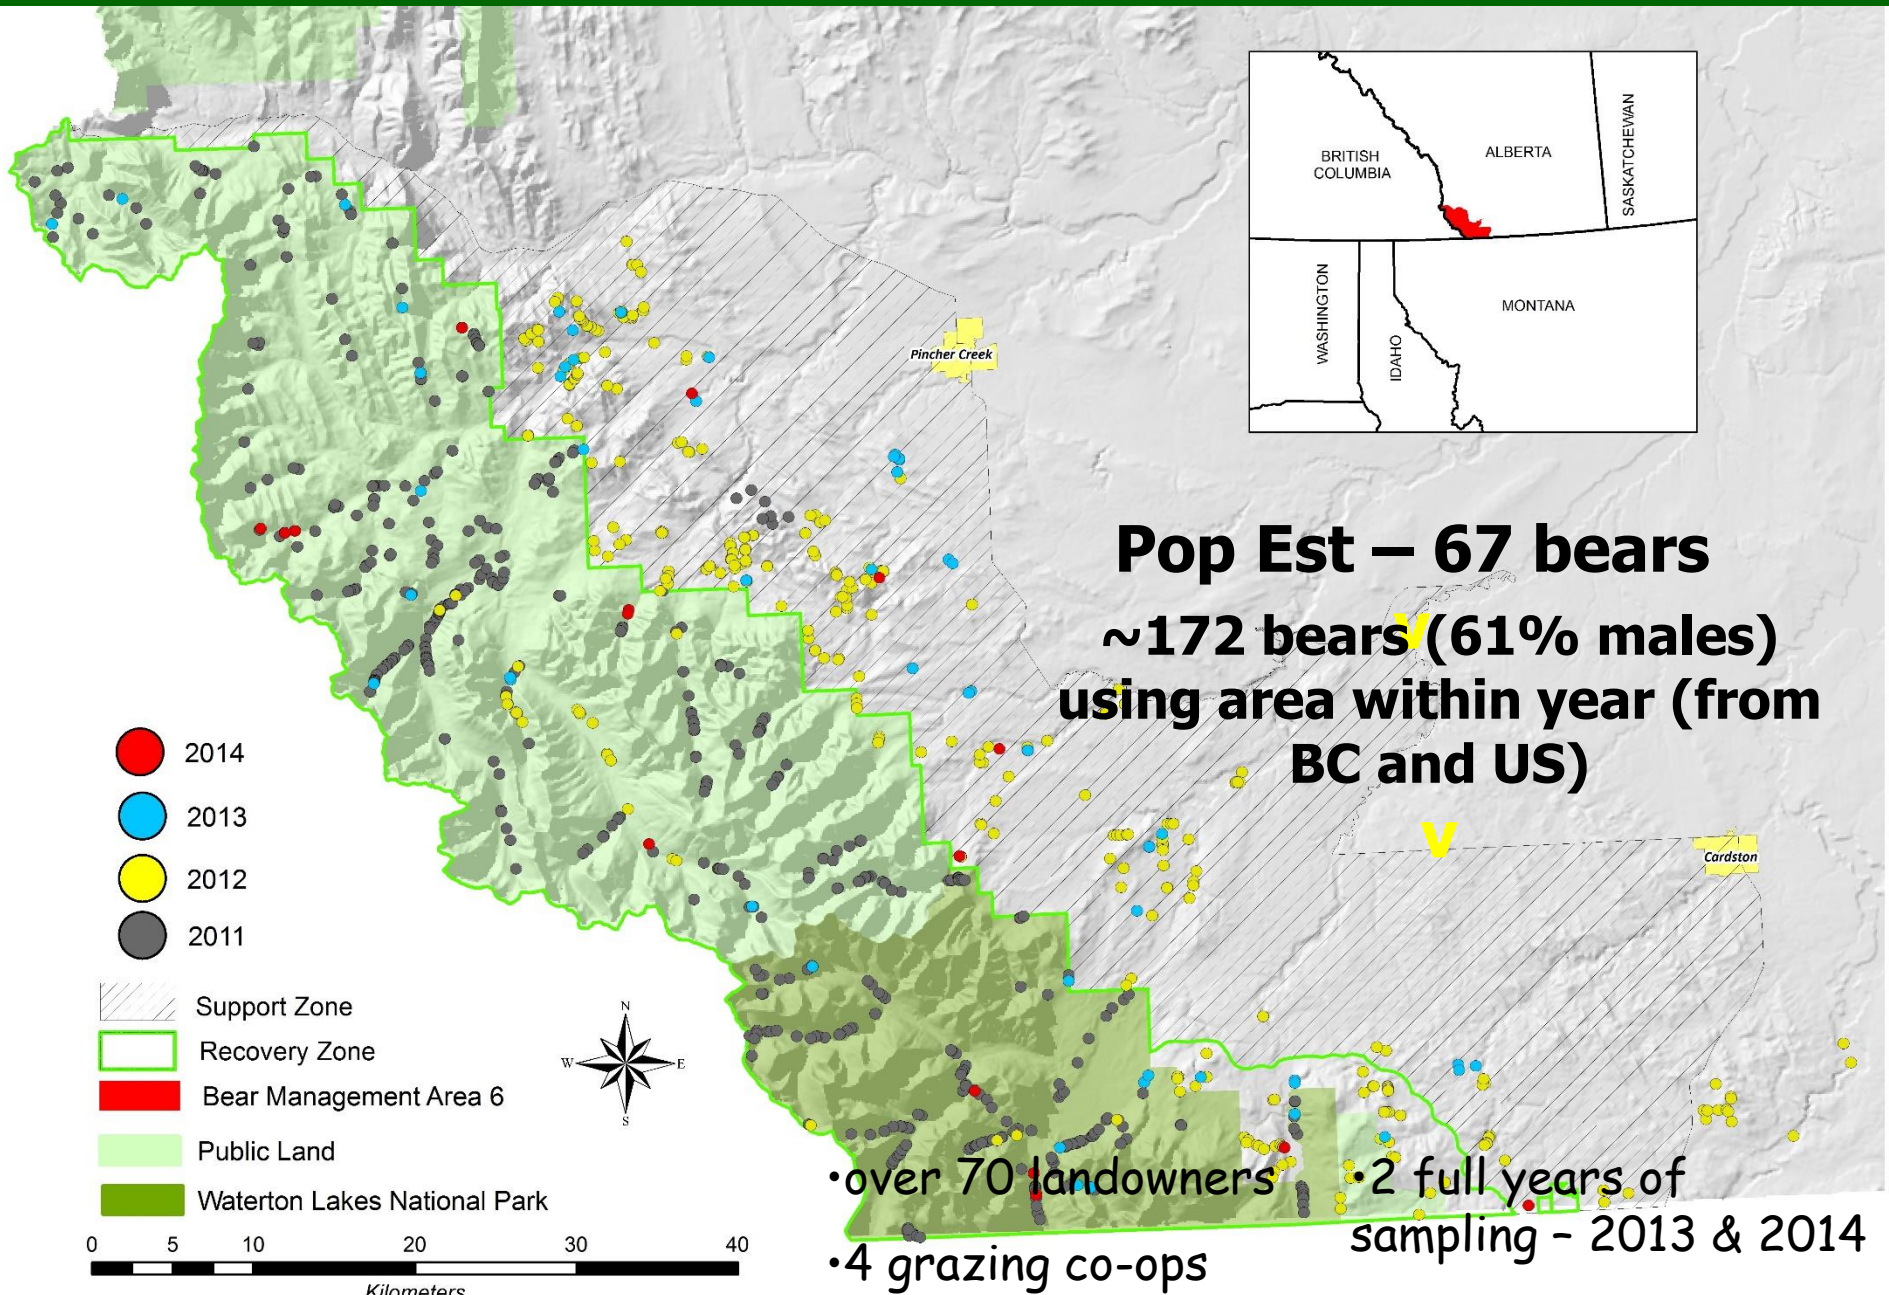 BRITISH
COLUMBIA
ALBERTA
SASKATCHEWAN
WASHINGTON
IDAHO
MONTANA
Pincher Creek
Pop Est – 67 bears
~172 bears (61% males)
using area within year (from
BC and US)
v
v
Cardston
2014
2013
2012
2011
Support Zone
Recovery Zone
Bear Management Area 6
Public Land
Waterton Lakes National Park
N
W
E
S
0 5 10 20 30 40
Kilometers
•over 70 landowners
•4 grazing co-ops
•2 full years of
sampling – 2013 & 2014